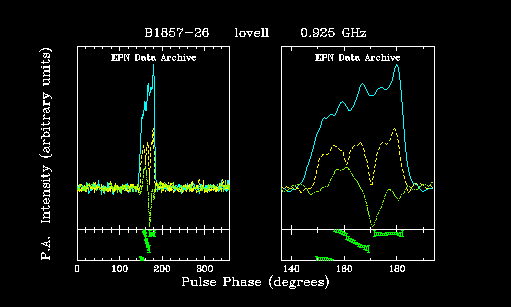 B1857-26 lovell 0.925 GHz
EPN Data Archive EPN Data Archive
P.A. Intensity (arbitrary units)
0 100 200 300 140 160 180
Pulse Phase (degrees)